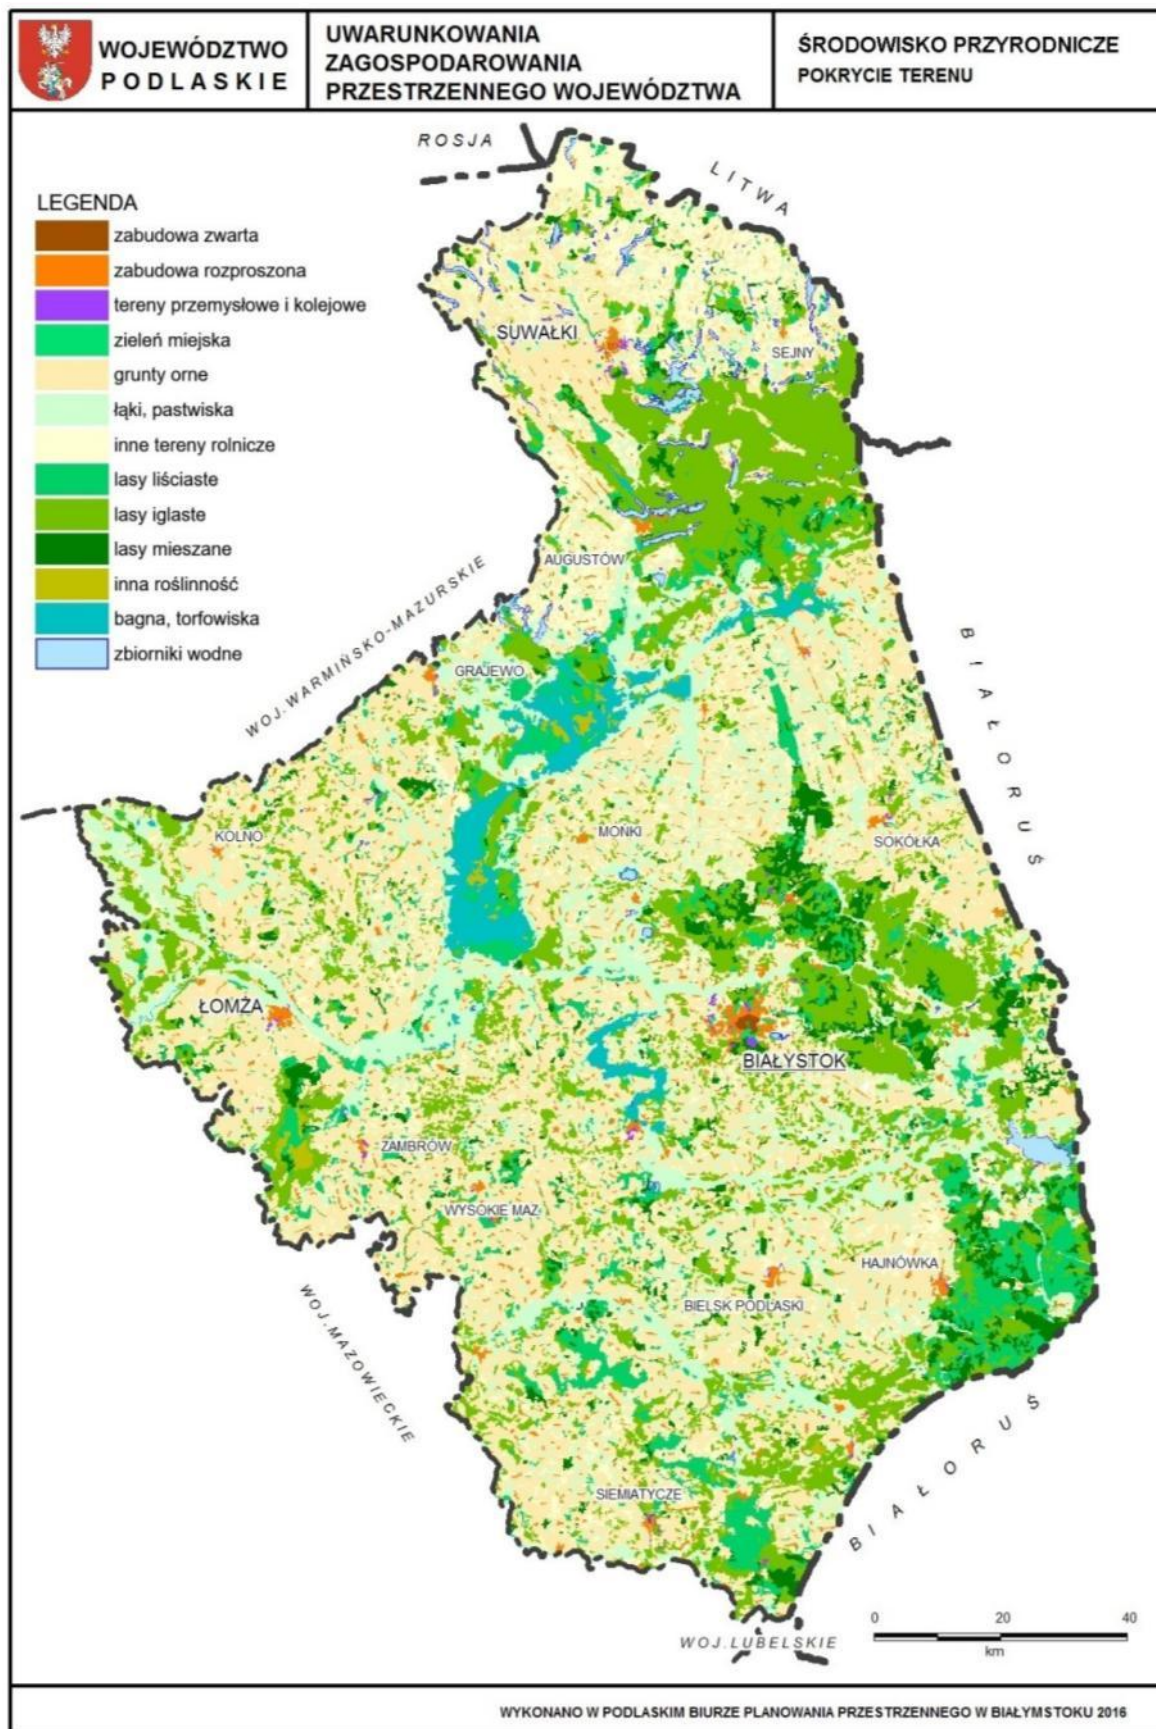 WOJEWÓDZTWO
PODLASKIE
UWARUNKOWANIA
ZAGOSPODAROWANIA
PRZESTRZENNEGO WOJEWÓDZTWA
ŚRODOWISKO PRZYRODNICZE
POKRYCIE TERENU
ROSJA
LITWA
LEGENDA
zabudowa zwarta
zabudowa rozproszona
tereny przemysłowe i kolejowe
zieleń miejska
grunty orne
łąki, pastwiska
inne tereny rolnicze
lasy liściaste
lasy iglaste
lasy mieszane
inna roślinność
bagna, torfowiska
zbiorniki wodne
SUWAŁKI
SEJNY
AUGUSTÓW
WOJ.WARMIŃSKO-MAZURSKIE
GRAJEWO
BIAŁORUŚ
KOLNO
MONKI
SOKÓŁKA
ŁOMŻA
BIAŁYSTOK
ZAMBRÓW
WYSOKIE MAZ.
HAJNÓWKA
BIELSK PODLASKI
WOJ.MAZOWIECKIE
SIEMIATYCZE
BIAŁORUŚ
WOJ.LUBELSKIE
0 20 40
km
WYKONANO W PODLASKIM BIURZE PLANOWANIA PRZESTRZENNEGO W BIAŁYMSTOKU 2016